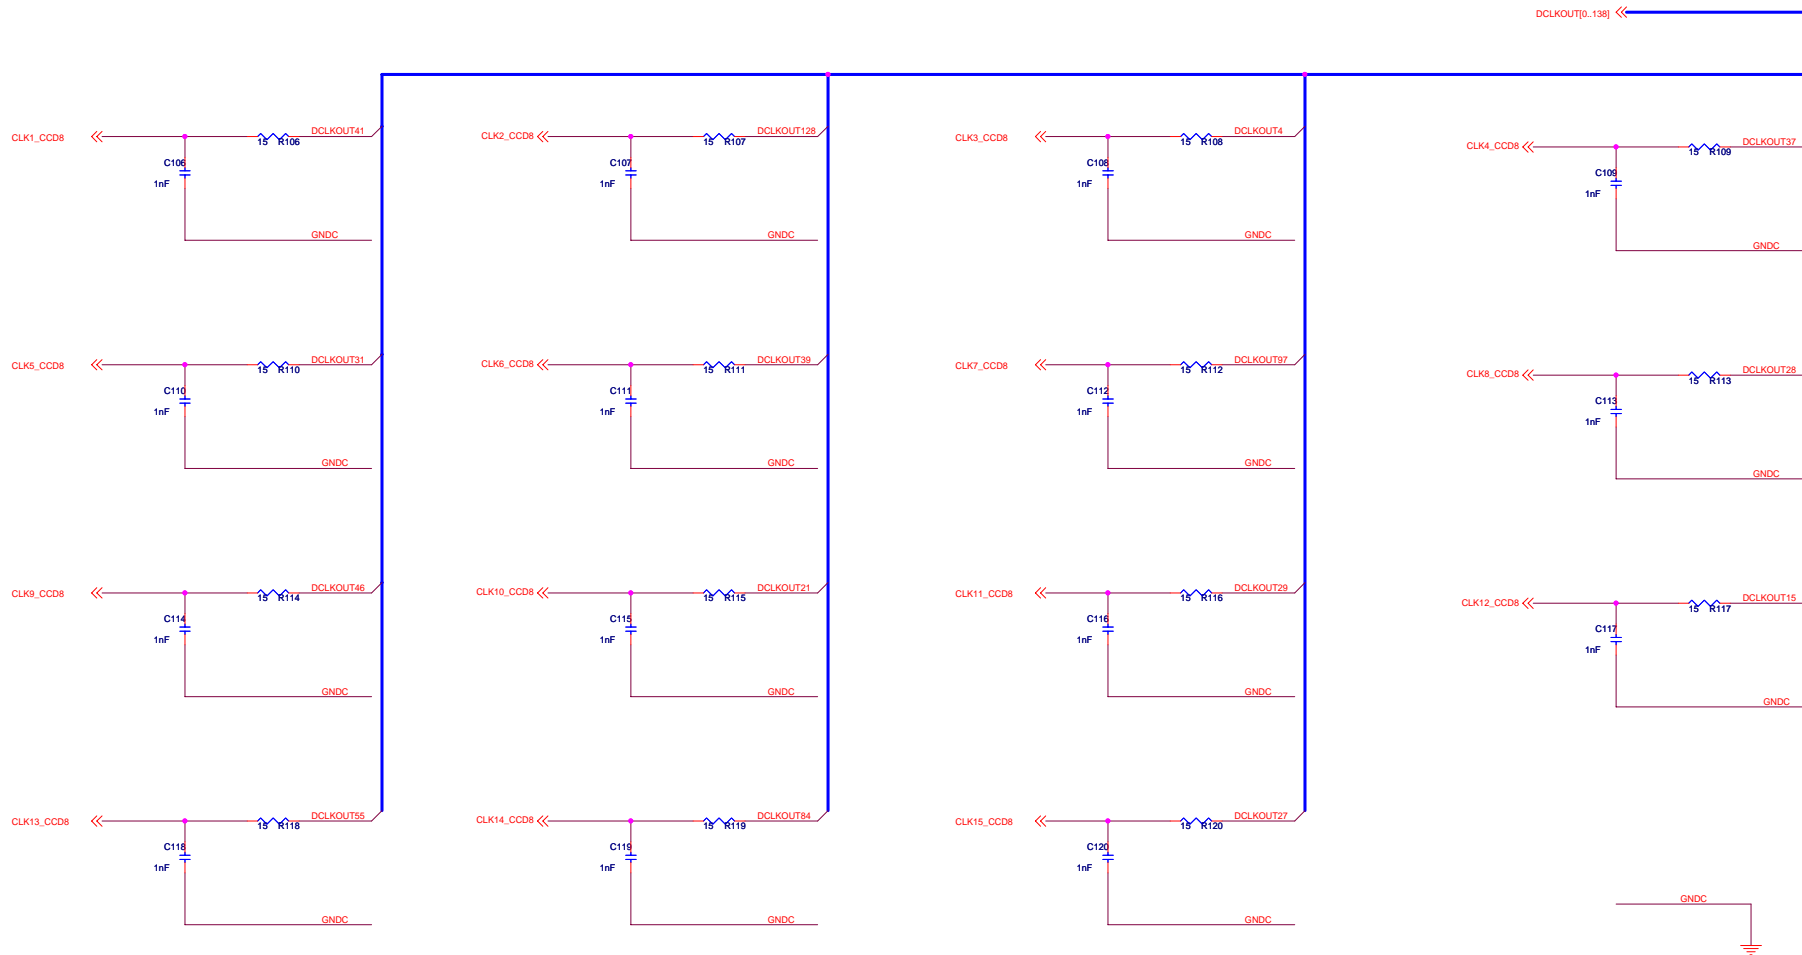 DCLKOUT[0..138]
CLK1_CCD8
DCLKOUT41
15 R106
C106
1nF
GNDC
CLK2_CCD8
DCLKOUT128
15 R107
C107
1nF
GNDC
CLK3_CCD8
DCLKOUT4
15 R108
C108
1nF
GNDC
CLK4_CCD8
DCLKOUT37
15 R109
C109
1nF
GNDC
CLK5_CCD8
DCLKOUT31
15 R110
C110
1nF
GNDC
CLK6_CCD8
DCLKOUT39
15 R111
C111
1nF
GNDC
CLK7_CCD8
DCLKOUT97
15 R112
C112
1nF
GNDC
CLK8_CCD8
DCLKOUT28
15 R113
C113
1nF
GNDC
CLK9_CCD8
DCLKOUT46
15 R114
C114
1nF
GNDC
CLK10_CCD8
DCLKOUT21
15 R115
C115
1nF
GNDC
CLK11_CCD8
DCLKOUT29
15 R116
C116
1nF
GNDC
CLK12_CCD8
DCLKOUT15
15 R117
C117
1nF
GNDC
CLK13_CCD8
DCLKOUT55
15 R118
C118
1nF
GNDC
CLK14_CCD8
DCLKOUT84
15 R119
C119
1nF
GNDC
CLK15_CCD8
DCLKOUT27
15 R120
C120
1nF
GNDC
GNDC